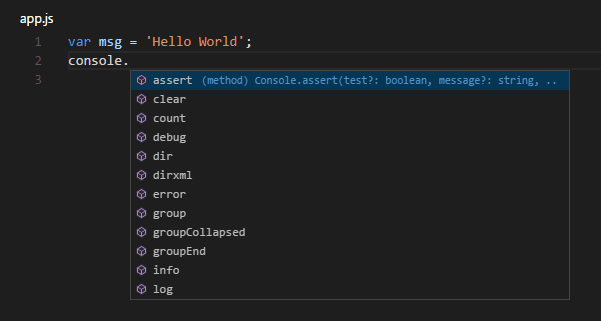 app.js
1 var msg = 'Hello World';
2 console.
3
assert (method) Console.assert(test?: boolean, message?: string, ..
clear
count
debug
dir
dirxml
error
group
groupCollapsed
groupEnd
info
log